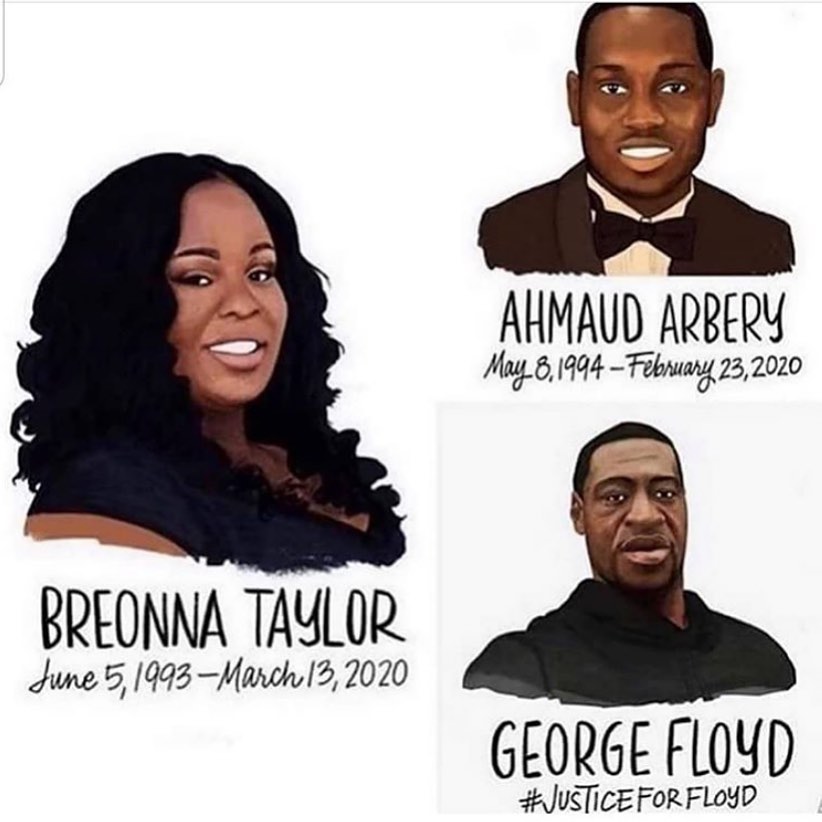 AHMAUD ARBERY
May 8, 1994 – February 23, 2020
BREONNA TAYLOR
June 5, 1993 – March 13, 2020
GEORGE FLOYD
#JUSTICEFORFLOYD